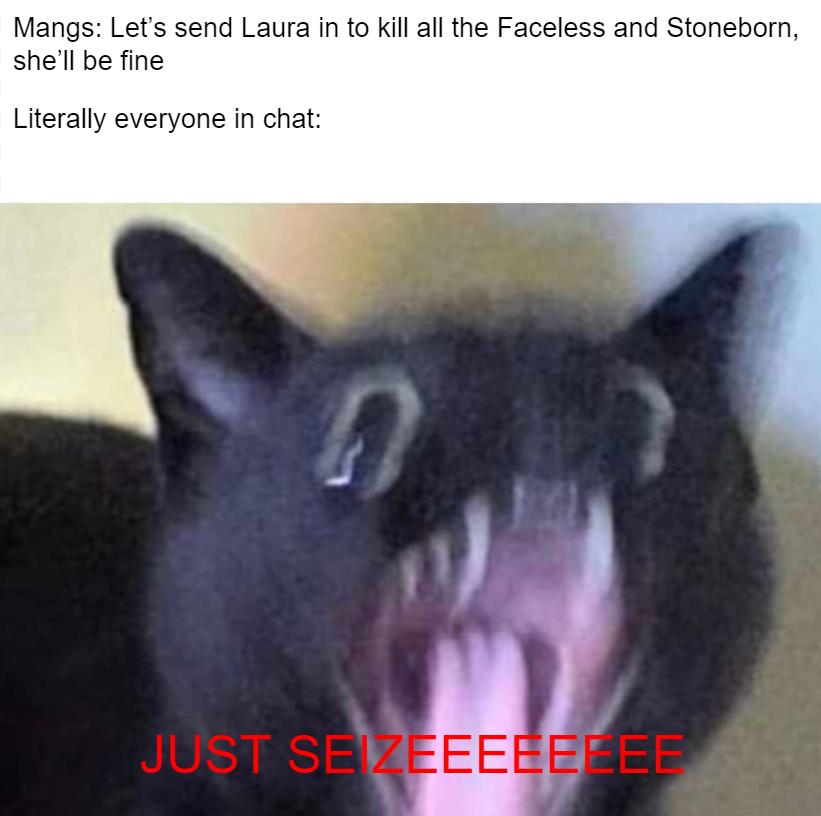 Mangs: Let’s send Laura in to kill all the Faceless and Stoneborn,
she’ll be fine
Literally everyone in chat:
JUST SEIZEEEEEEEEE